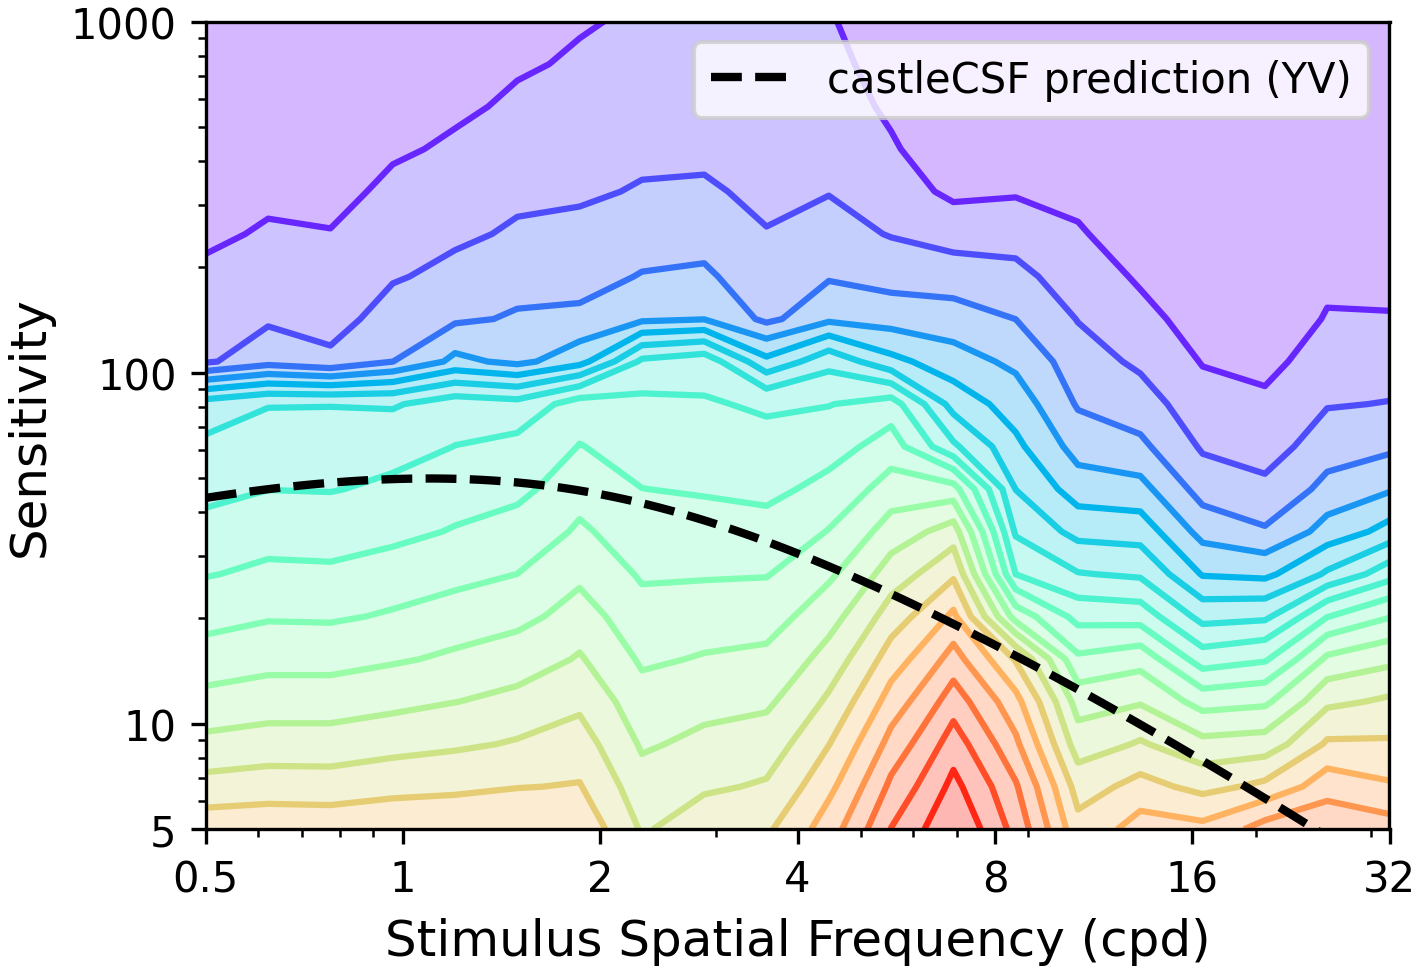 1000
castleCSF prediction (YV)
Sensitivity
100
10
5
0.5 1 2 4 8 16 32
Stimulus Spatial Frequency (cpd)